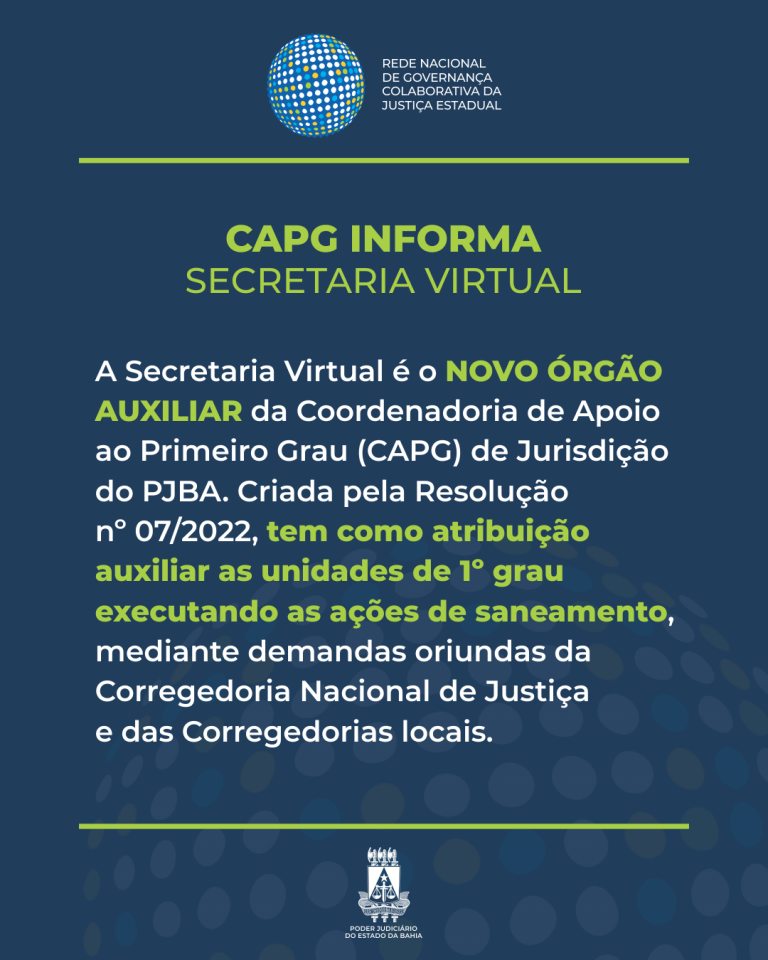 REDE NACIONAL
DE GOVERNANÇA
COLABORATIVA DA
JUSTIÇA ESTADUAL
CAPG INFORMA
SECRETARIA VIRTUAL
A Secretaria Virtual é o NOVO ÓRGÃO
AUXILIAR da Coordenadoria de Apoio
ao Primeiro Grau (CAPG) de Jurisdição
do PJBA. Criada pela Resolução
nº 07/2022, tem como atribuição
auxiliar as unidades de 1º grau
executando as ações de saneamento,
mediante demandas oriundas da
Corregedoria Nacional de Justiça
e das Corregedorias locais.
PODER JUDICIÁRIO
DO ESTADO DA BAHIA